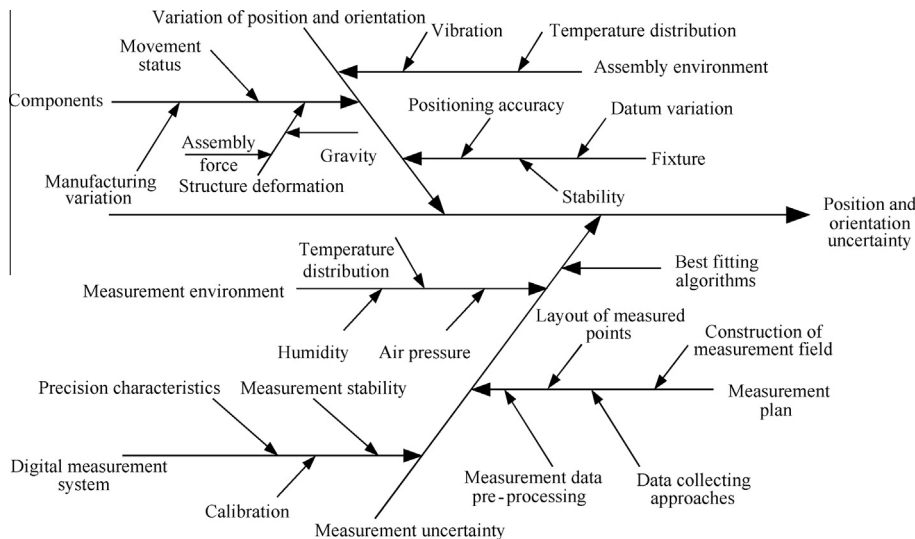 Variation of position and orientation
Vibration
Temperature distribution
Movement
status
Assembly environment
Components
Positioning accuracy
Datum variation
Assembly
force
Gravity
Fixture
Manufacturing
variation
Structure deformation
Stability
Position and
orientation
uncertainty
Temperature
distribution
Best fitting
algorithms
Measurement environment
Layout of measured
points
Construction of
measurement field
Humidity
Air pressure
Precision characteristics
Measurement stability
Measurement
plan
Digital measurement
system
Measurement data
pre-processing
Data collecting
approaches
Calibration
Measurement uncertainty